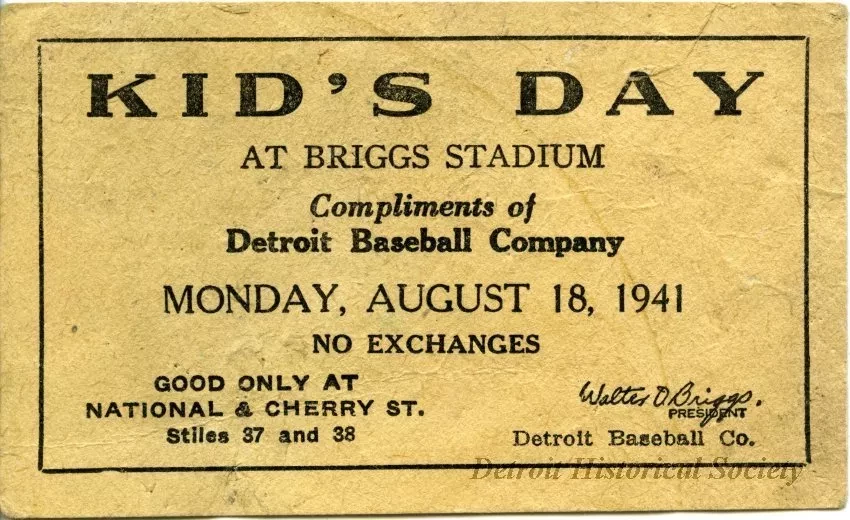 KID'S DAY
AT BRIGGS STADIUM
Compliments of
Detroit Baseball Company
MONDAY, AUGUST 18, 1941
NO EXCHANGES
GOOD ONLY AT
NATIONAL & CHERRY ST.
Stiles 37 and 38
Walter O Briggs.
PRESIDENT
Detroit Baseball Co.
Detroit Historical Society